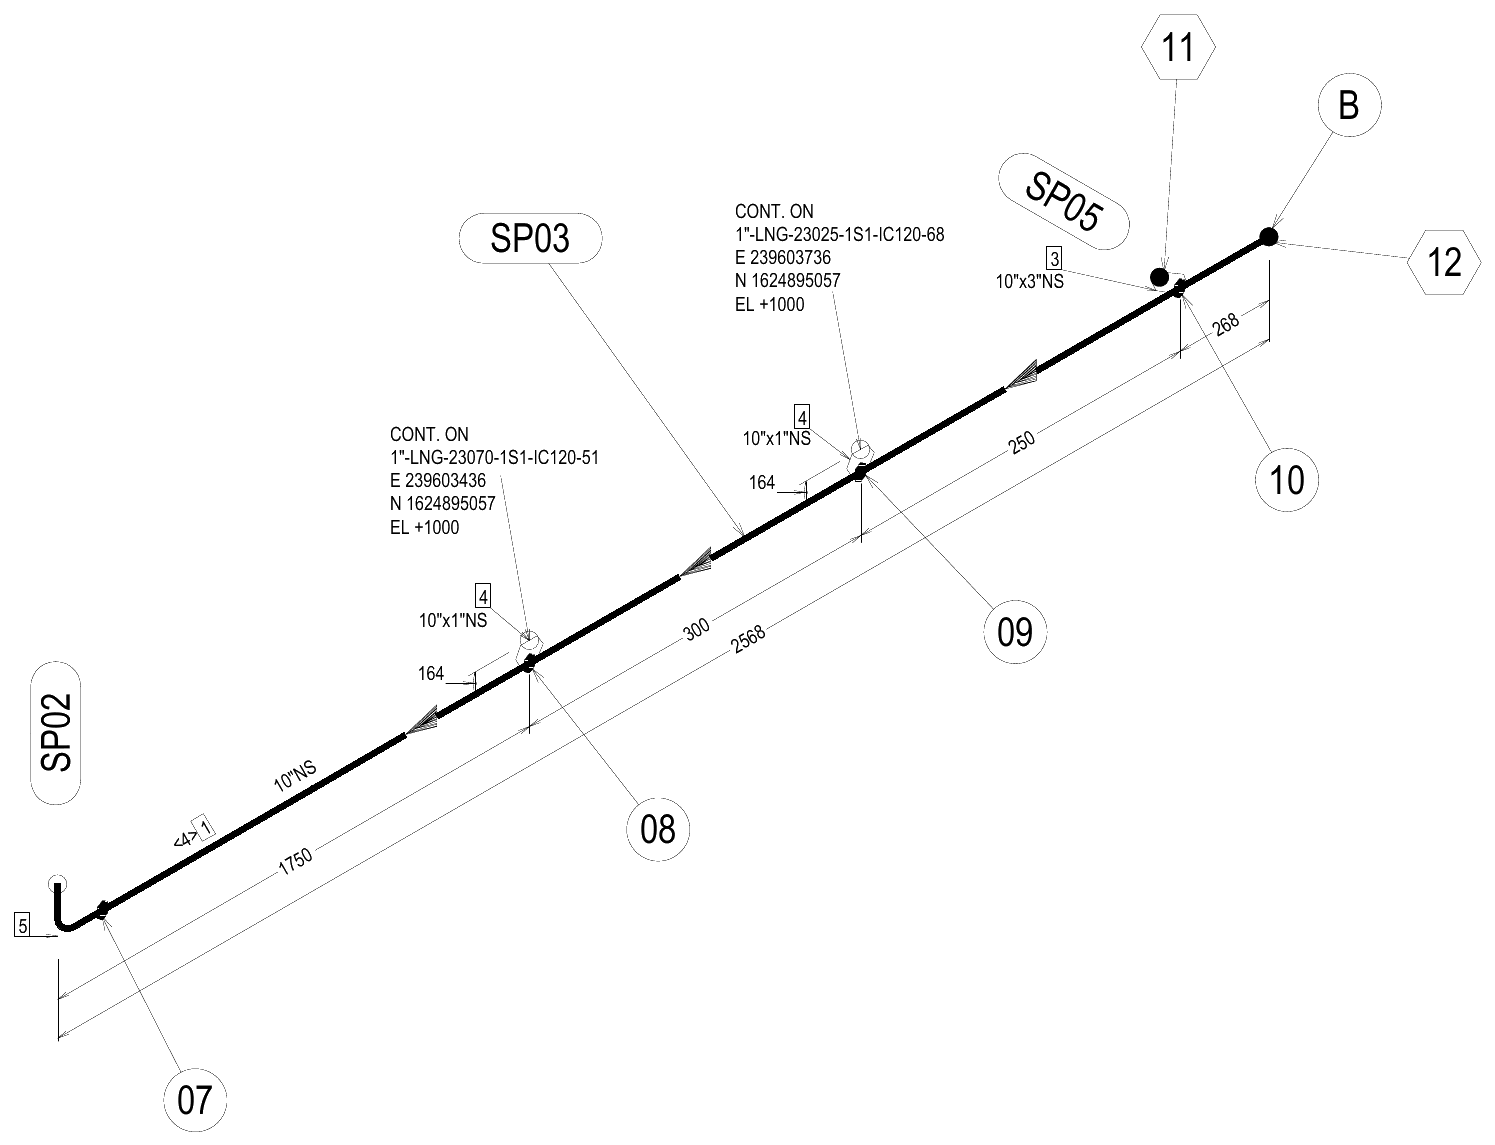 11
B
SP05
CONT. ON
1"-LNG-23025-1S1-IC120-68
E 239603736
N 1624895057
EL +1000
SP03
3
10"x3"NS
12
268
4
10"x1"NS
250
CONT. ON
1"-LNG-23070-1S1-IC120-51
E 239603436
N 1624895057
EL +1000
164
10
4
10"x1"NS
300
2568
09
164
SP02
10"NS
<4> 1
1750
08
5
07